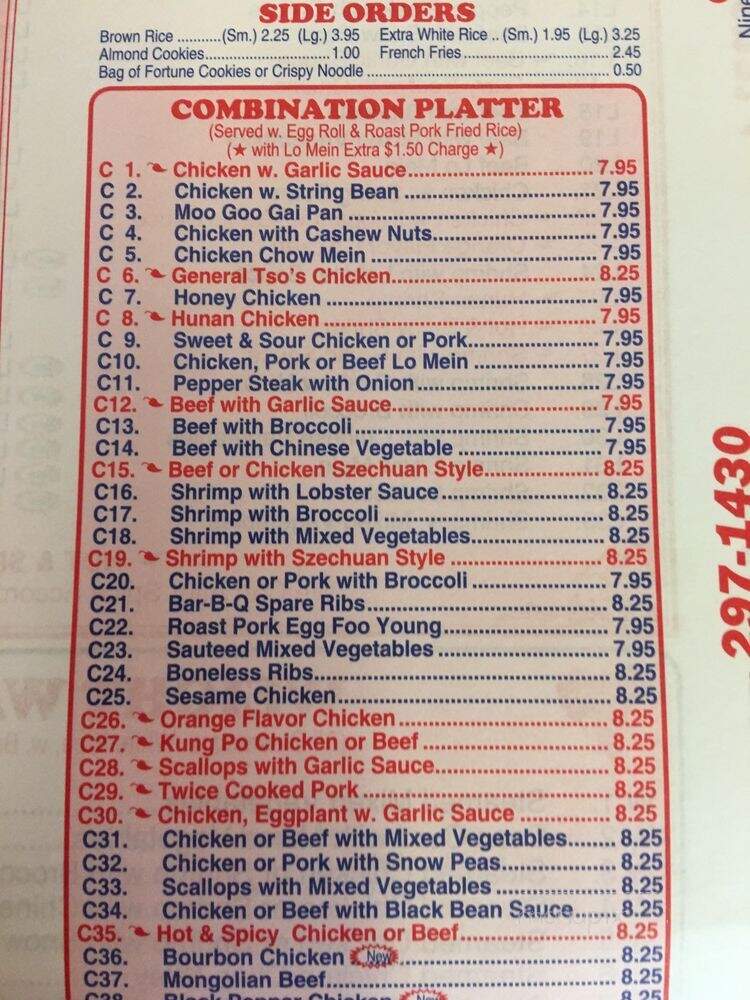 SIDE ORDERS
Brown Rice ...........(Sm.) 2.25 (Lg.) 3.95 Extra White Rice .. (Sm.) 1.95 (Lg.) 3.25
Almond Cookies............................ 1.00 French Fries .................................. 2.45
Bag of Fortune Cookies or Crispy Noodle ...................................................... 0.50
COMBINATION PLATTER
(Served w. Egg Roll & Roast Pork Fried Rice)
(★ with Lo Mein Extra $1.50 Charge ★)
C 1. Chicken w. Garlic Sauce.................................. 7.95
C 2. Chicken w. String Bean .................................. 7.95
C 3. Moo Goo Gai Pan ............................................ 7.95
C 4. Chicken with Cashew Nuts.............................. 7.95
C 5. Chicken Chow Mein ........................................ 7.95
C 6. General Tso's Chicken..................................... 8.25
C 7. Honey Chicken ................................................ 7.95
C 8. Hunan Chicken ................................................ 7.95
C 9. Sweet & Sour Chicken or Pork........................ 7.95
C10. Chicken, Pork or Beef Lo Mein ....................... 7.95
C11. Pepper Steak with Onion................................. 7.95
C12. Beef with Garlic Sauce.................................... 7.95
C13. Beef with Broccoli ........................................... 7.95
C14. Beef with Chinese Vegetable .......................... 7.95
C15. Beef or Chicken Szechuan Style..................... 8.25
C16. Shrimp with Lobster Sauce ............................ 8.25
C17. Shrimp with Broccoli ...................................... 8.25
C18. Shrimp with Mixed Vegetables....................... 8.25
C19. Shrimp with Szechuan Style .......................... 8.25
C20. Chicken or Pork with Broccoli ....................... 7.95
C21. Bar-B-Q Spare Ribs........................................ 8.25
C22. Roast Pork Egg Foo Young............................ 7.95
C23. Sauteed Mixed Vegetables ............................ 7.95
C24. Boneless Ribs................................................ 8.25
C25. Sesame Chicken............................................ 8.25
C26. Orange Flavor Chicken .................................. 8.25
C27. Kung Po Chicken or Beef .............................. 8.25
C28. Scallops with Garlic Sauce............................ 8.25
C29. Twice Cooked Pork ....................................... 8.25
C30. Chicken, Eggplant w. Garlic Sauce ............... 8.25
C31. Chicken or Beef with Mixed Vegetables........ 8.25
C32. Chicken or Pork with Snow Peas................... 8.25
C33. Scallops with Mixed Vegetables .................... 8.25
C34. Chicken or Beef with Black Bean Sauce........ 8.25
C35. Hot & Spicy Chicken or Beef.......................... 8.25
C36. Bourbon Chicken New .................................. 8.25
C37. Mongolian Beef............................................... 8.25
C38. Black Pepper Chicken New ........................... 8.25
297-1430